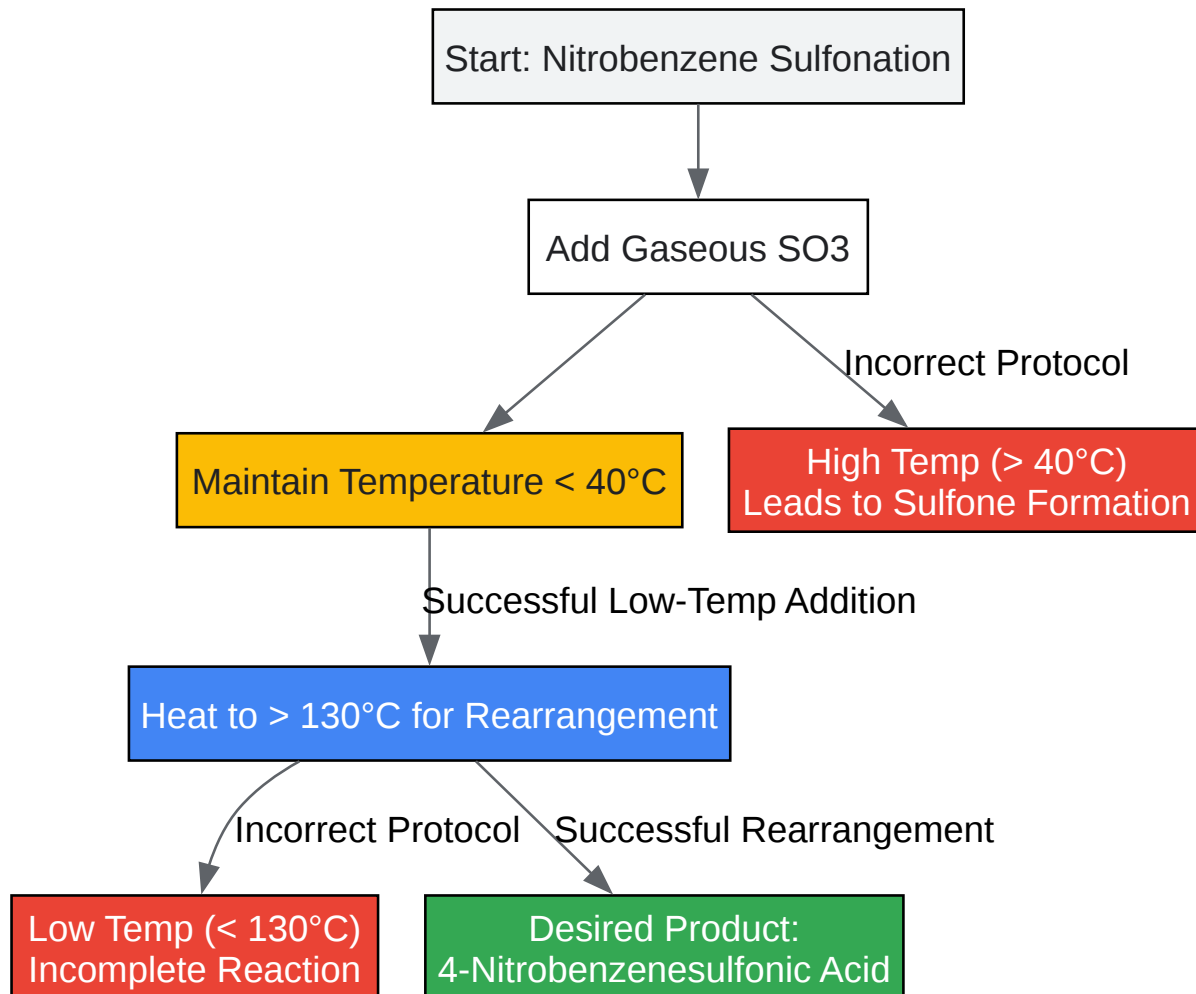 Start: Nitrobenzene Sulfonation
Add Gaseous SO3
Incorrect Protocol
Maintain Temperature < 40°C
High Temp (> 40°C)
Leads to Sulfone Formation
Successful Low-Temp Addition
Heat to > 130°C for Rearrangement
Incorrect Protocol
Successful Rearrangement
Low Temp (< 130°C)
Incomplete Reaction
Desired Product:
4-Nitrobenzenesulfonic Acid